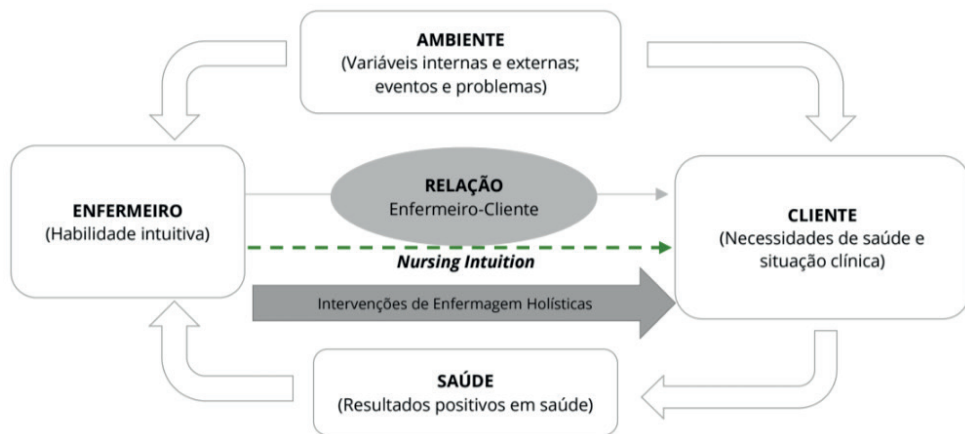 AMBIENTE
(Variáveis internas e externas;
eventos e problemas)
ENFERMEIRO
(Habilidade intuitiva)
RELAÇÃO
Enfermeiro-Cliente
Nursing Intuition
Intervenções de Enfermagem Holísticas
CLIENTE
(Necessidades de saúde e
situação clínica)
SAÚDE
(Resultados positivos em saúde)